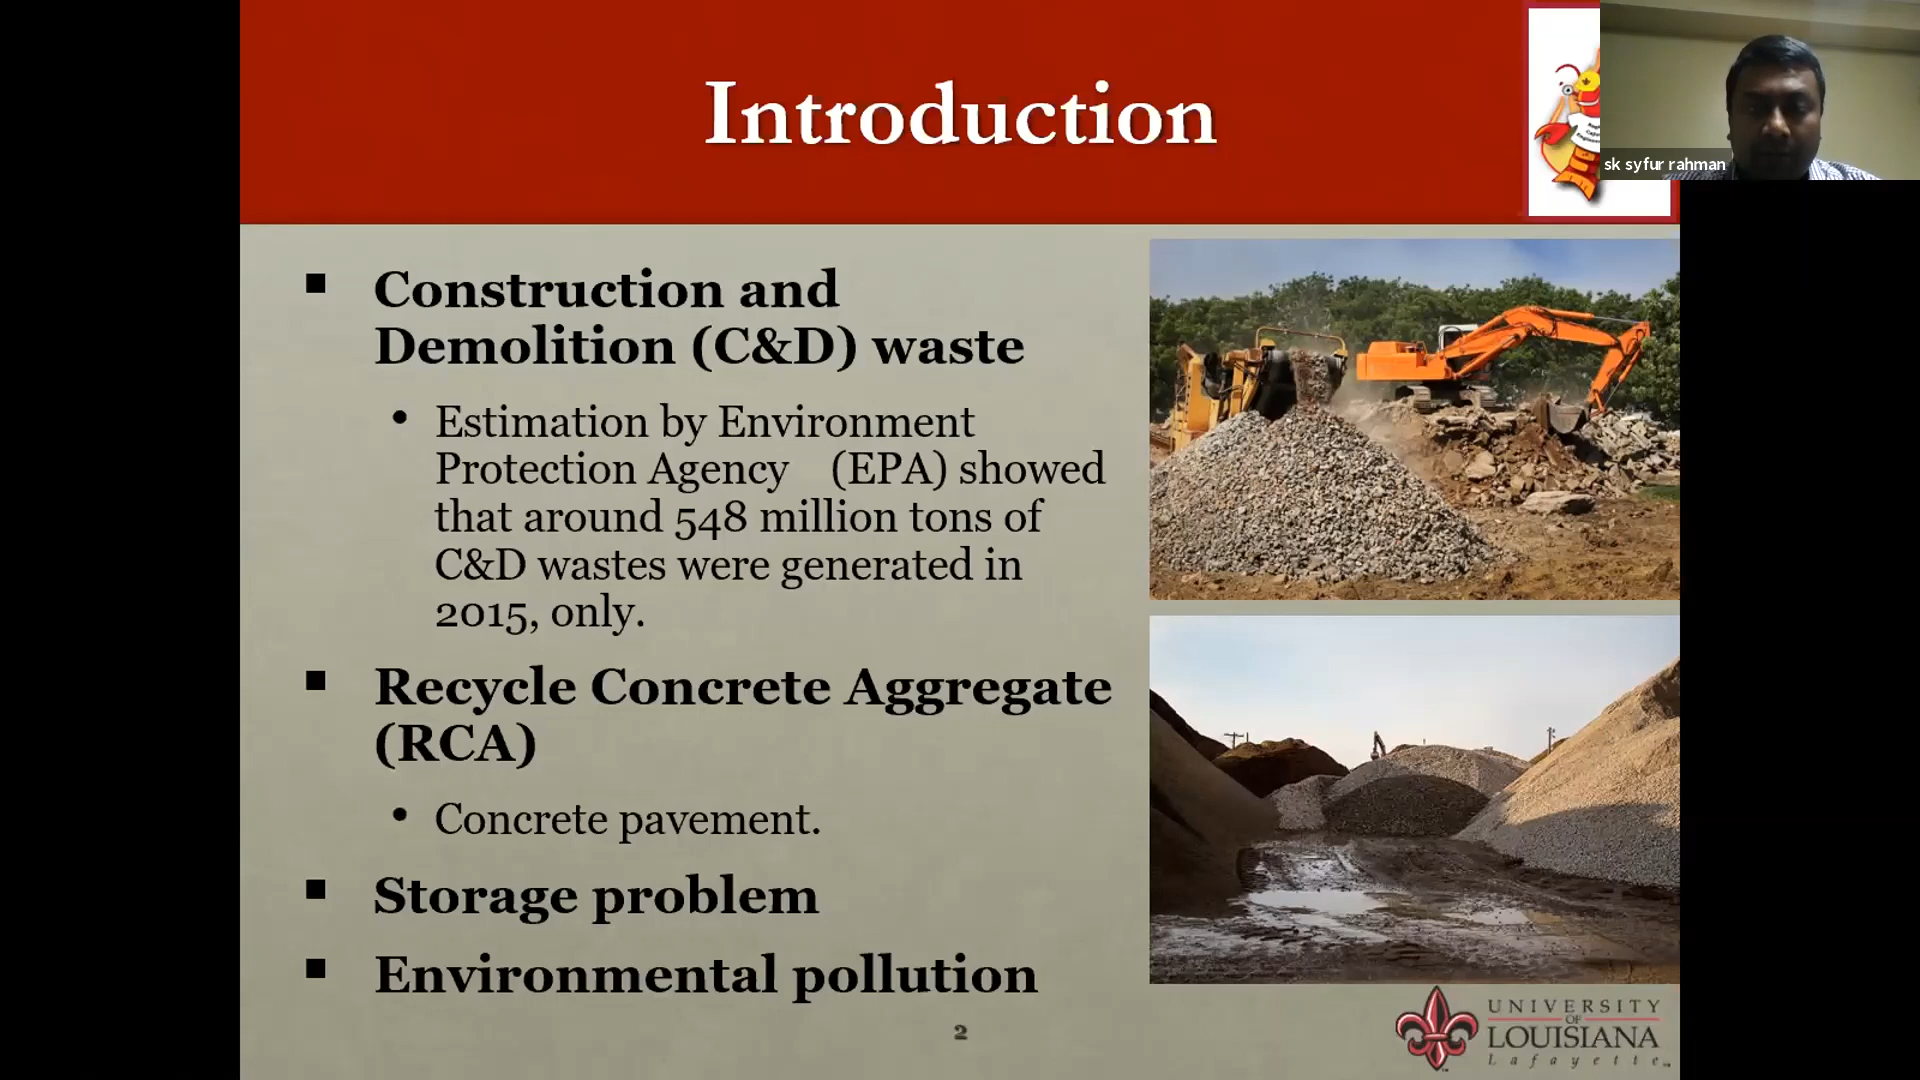 Introduction
sk syfur rahman
Construction and
Demolition (C&D) waste
Estimation by Environment
Protection Agency (EPA) showed
that around 548 million tons of
C&D wastes were generated in
2015, only.
Recycle Concrete Aggregate
(RCA)
Concrete pavement.
Storage problem
Environmental pollution
2
UNIVERSITY
OF
LOUISIANA
Lafayette